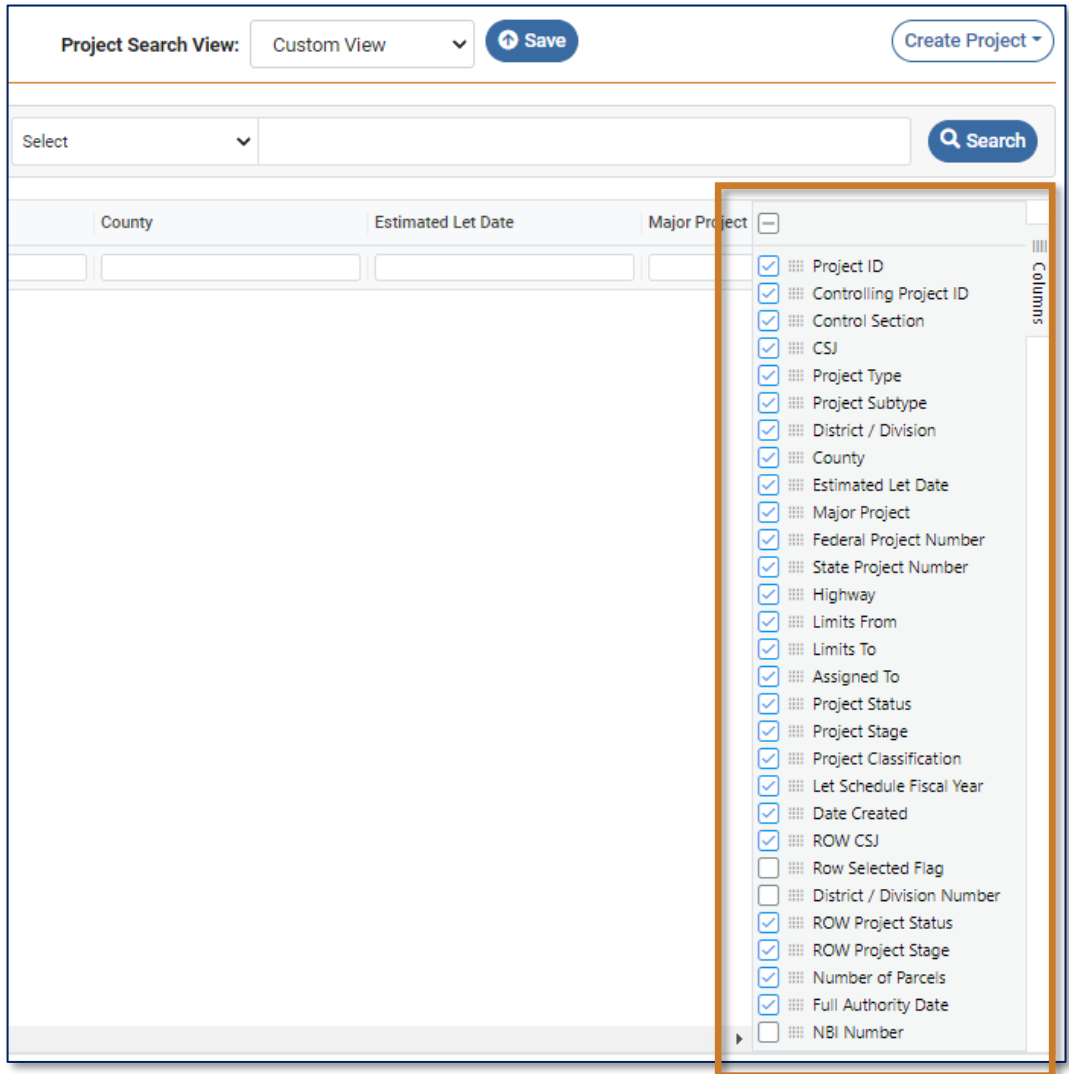 Project Search View: Custom View Save Create Project
Select Search
County Estimated Let Date Major Project
Columns
Project ID
Controlling Project ID
Control Section
CSJ
Project Type
Project Subtype
District / Division
County
Estimated Let Date
Major Project
Federal Project Number
State Project Number
Highway
Limits From
Limits To
Assigned To
Project Status
Project Stage
Project Classification
Let Schedule Fiscal Year
Date Created
ROW CSJ
Row Selected Flag
District / Division Number
ROW Project Status
ROW Project Stage
Number of Parcels
Full Authority Date
NBI Number